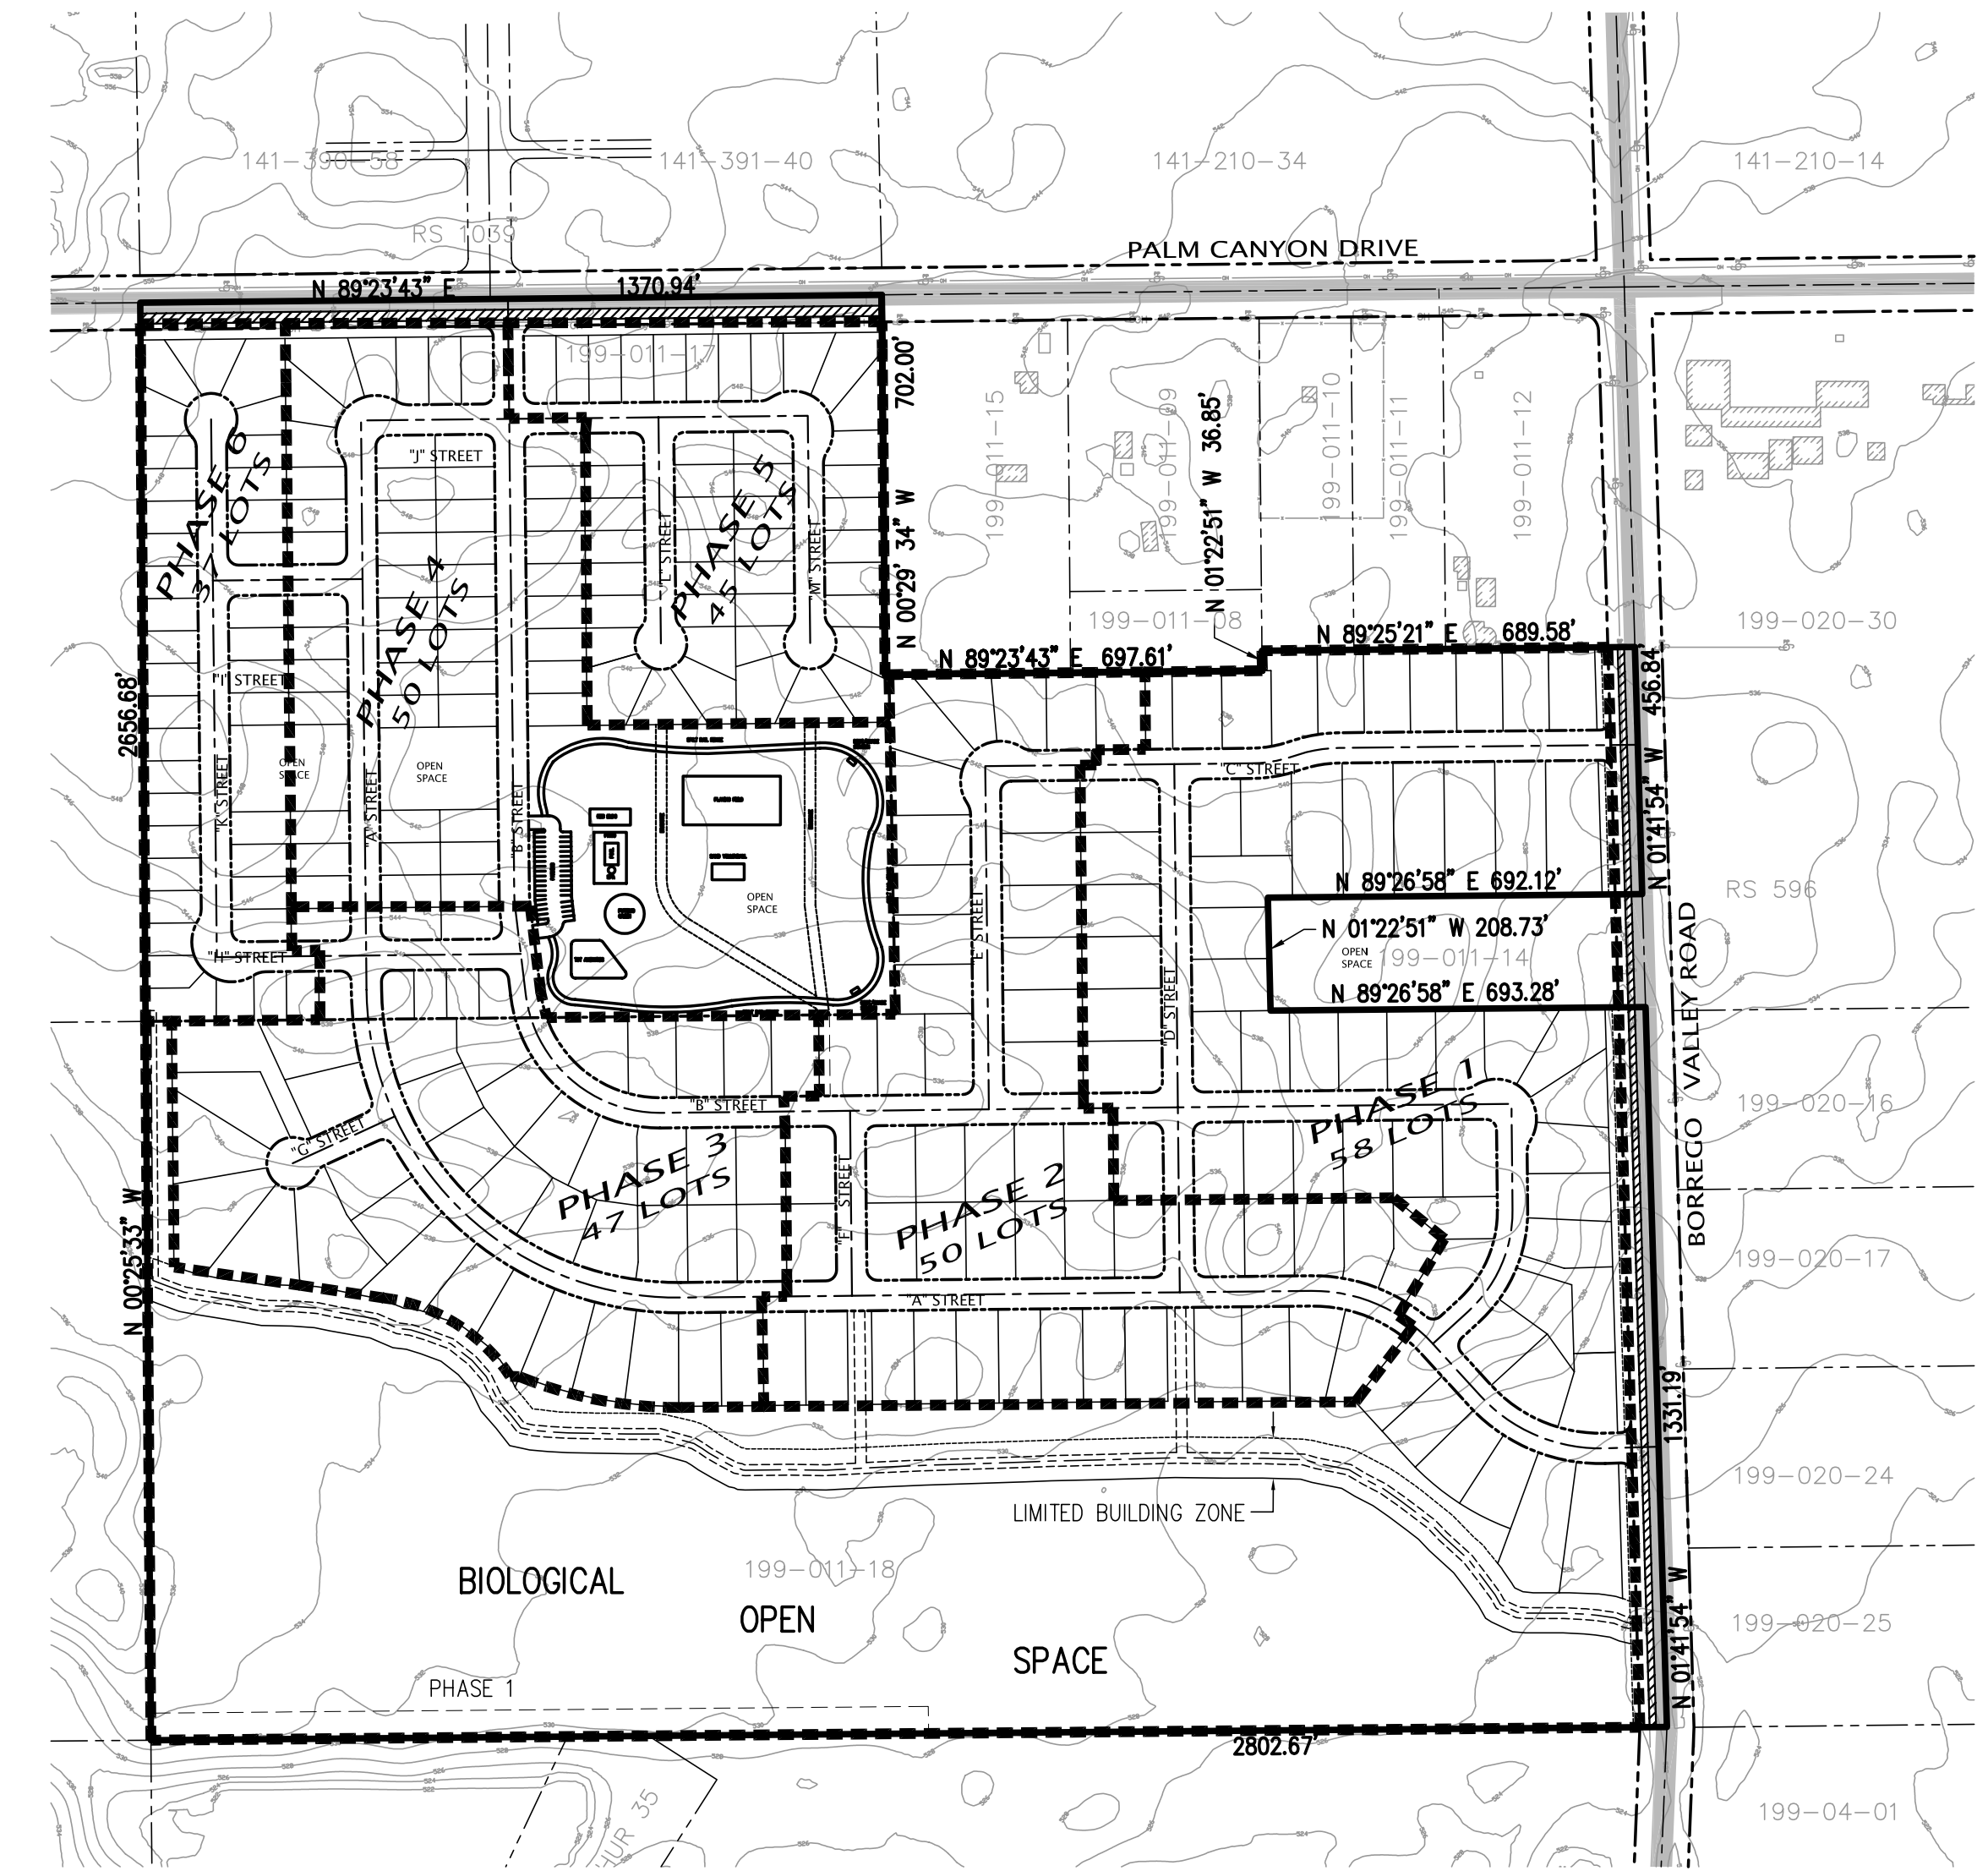 141-390-58
141-391-40
141-210-34
141-210-14
RS 1039
PALM CANYON DRIVE
N 89°23'43" E
1370.94'
199-011-17
702.00'
N 00°29' 34" W
199-011-15
199-011-09
N 01°22'51" W 36.85'
199-011-10
199-011-11
199-011-12
199-011-08
199-020-30
N 89°25'21" E 689.58'
N 89°23'43" E 697.61'
456.84'
N 01°41'54" W
PHASE 6
37 LOTS
"J" STREET
PHASE 4
50 LOTS
"L" STREET
PHASE 5
45 LOTS
"M" STREET
"I" STREET
2656.68'
OPEN
SPACE
OPEN
SPACE
"K" STREET
"A" STREET
"B" STREET
OPEN
SPACE
"C" STREET
"E" STREET
"D" STREET
N 89°26'58" E 692.12'
N 01°22'51" W 208.73'
OPEN
SPACE
199-011-14
N 89°26'58" E 693.28'
RS 596
BORREGO VALLEY ROAD
"H" STREET
"G" STREET
"B" STREET
PHASE 3
47 LOTS
"F" STREET
PHASE 2
50 LOTS
PHASE 1
58 LOTS
"A" STREET
199-020-16
199-020-17
N 00°25'33" W
1331.19'
199-020-24
LIMITED BUILDING ZONE
BIOLOGICAL
199-011-18
OPEN
SPACE
N 01°41'54" W
199-020-25
PHASE 1
2802.67'
199-04-01